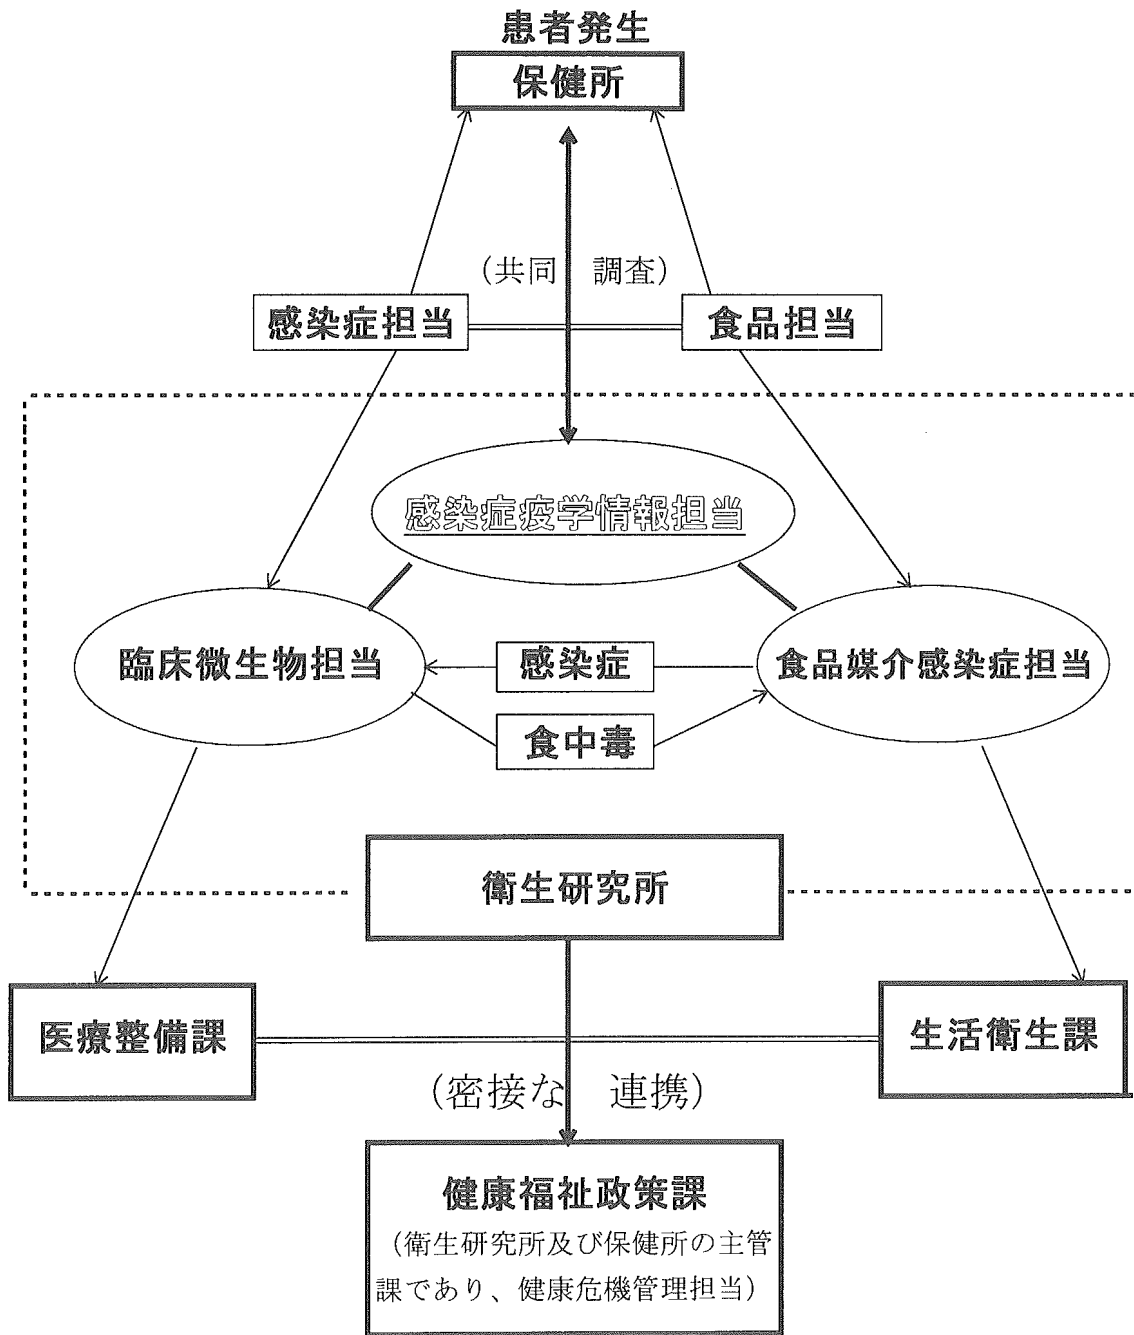 患者発生
保健所
（共同　調査）
感染症担当
食品担当
感染症疫学情報担当
臨床微生物担当
感染症
食品媒介感染症担当
食中毒
衛生研究所
医療整備課
生活衛生課
（密接な　連携）
健康福祉政策課
（衛生研究所及び保健所の主管
課であり、健康危機管理担当）